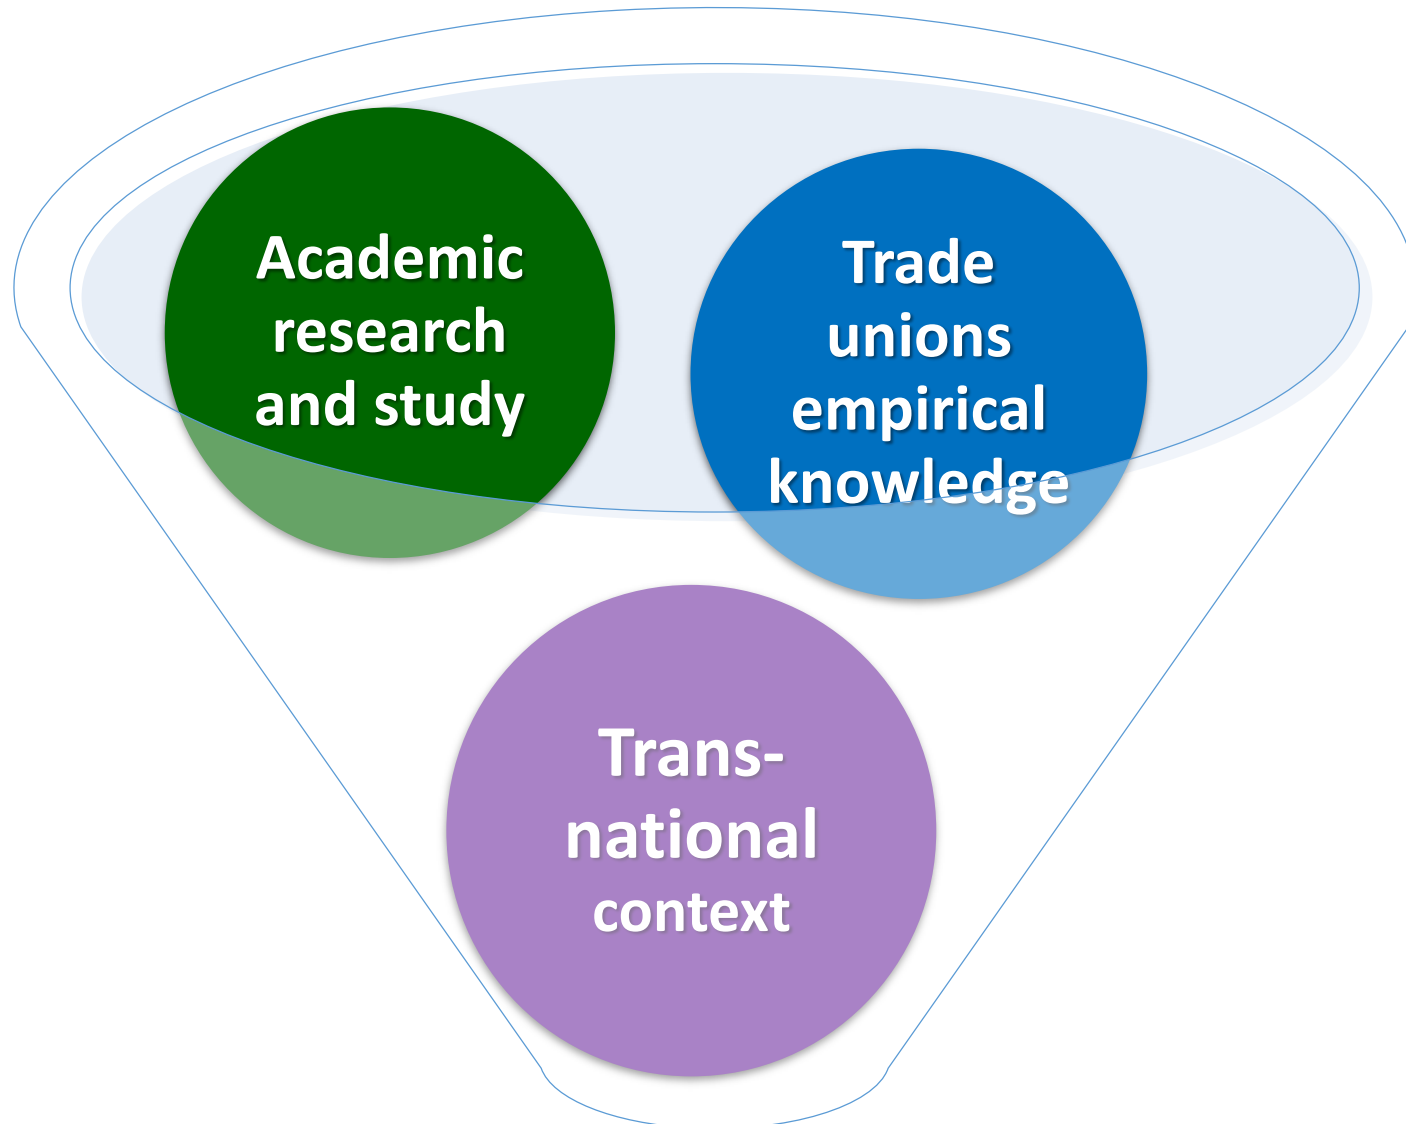 Academic
research
and study
Trade
unions
empirical
knowledge
Trans-
national
context